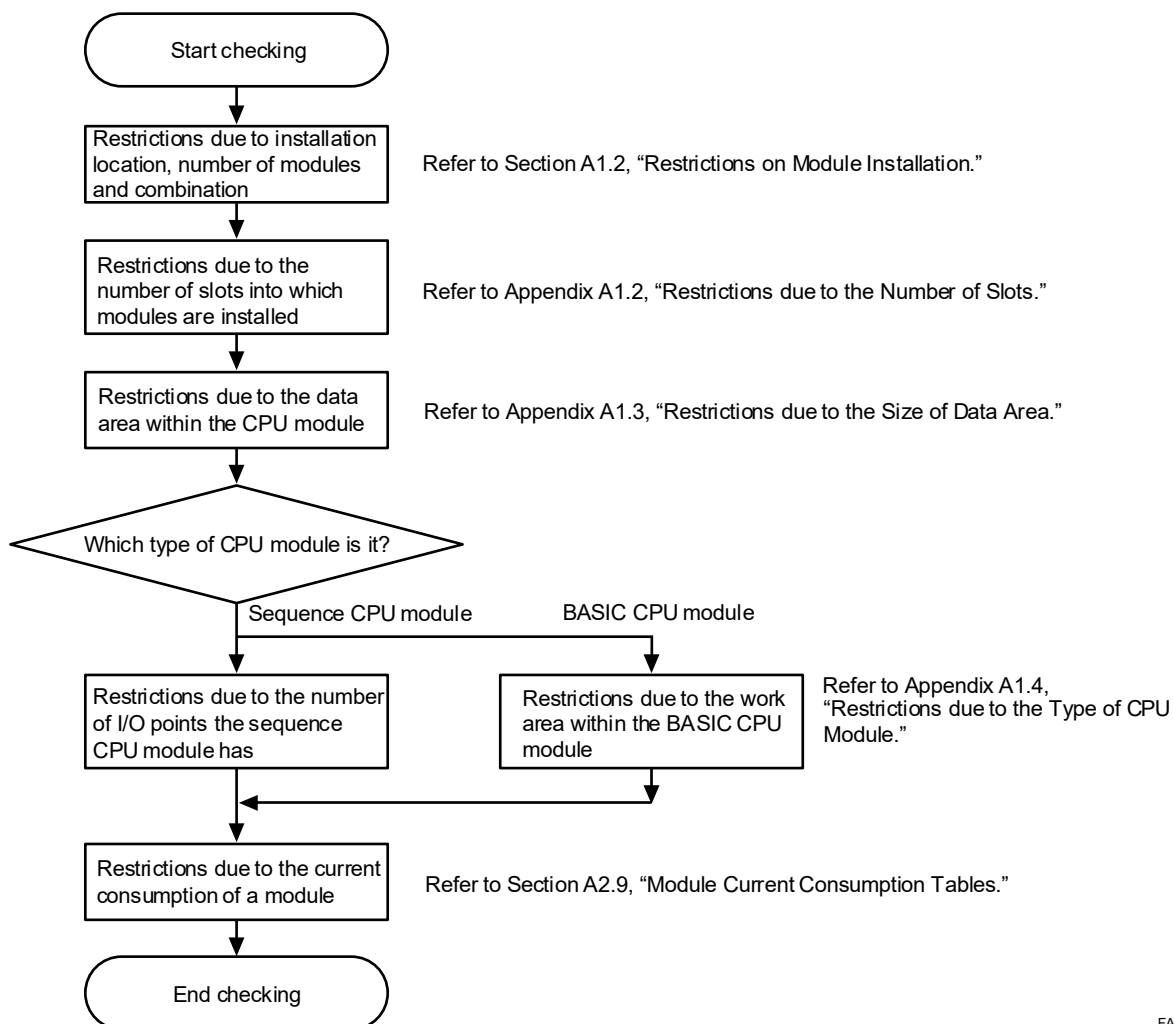 Start checking
Restrictions due to installation
location, number of modules
and combination
Refer to Section A1.2, “Restrictions on Module Installation.”
Restrictions due to the
number of slots into which
modules are installed
Refer to Appendix A1.2, “Restrictions due to the Number of Slots.”
Restrictions due to the data
area within the CPU module
Refer to Appendix A1.3, “Restrictions due to the Size of Data Area.”
Which type of CPU module is it?
Sequence CPU module
BASIC CPU module
Restrictions due to the number
of I/O points the sequence
CPU module has
Restrictions due to the work
area within the BASIC CPU
module
Refer to Appendix A1.4,
“Restrictions due to the Type of CPU
Module.”
Restrictions due to the current
consumption of a module
Refer to Section A2.9, “Module Current Consumption Tables.”
End checking